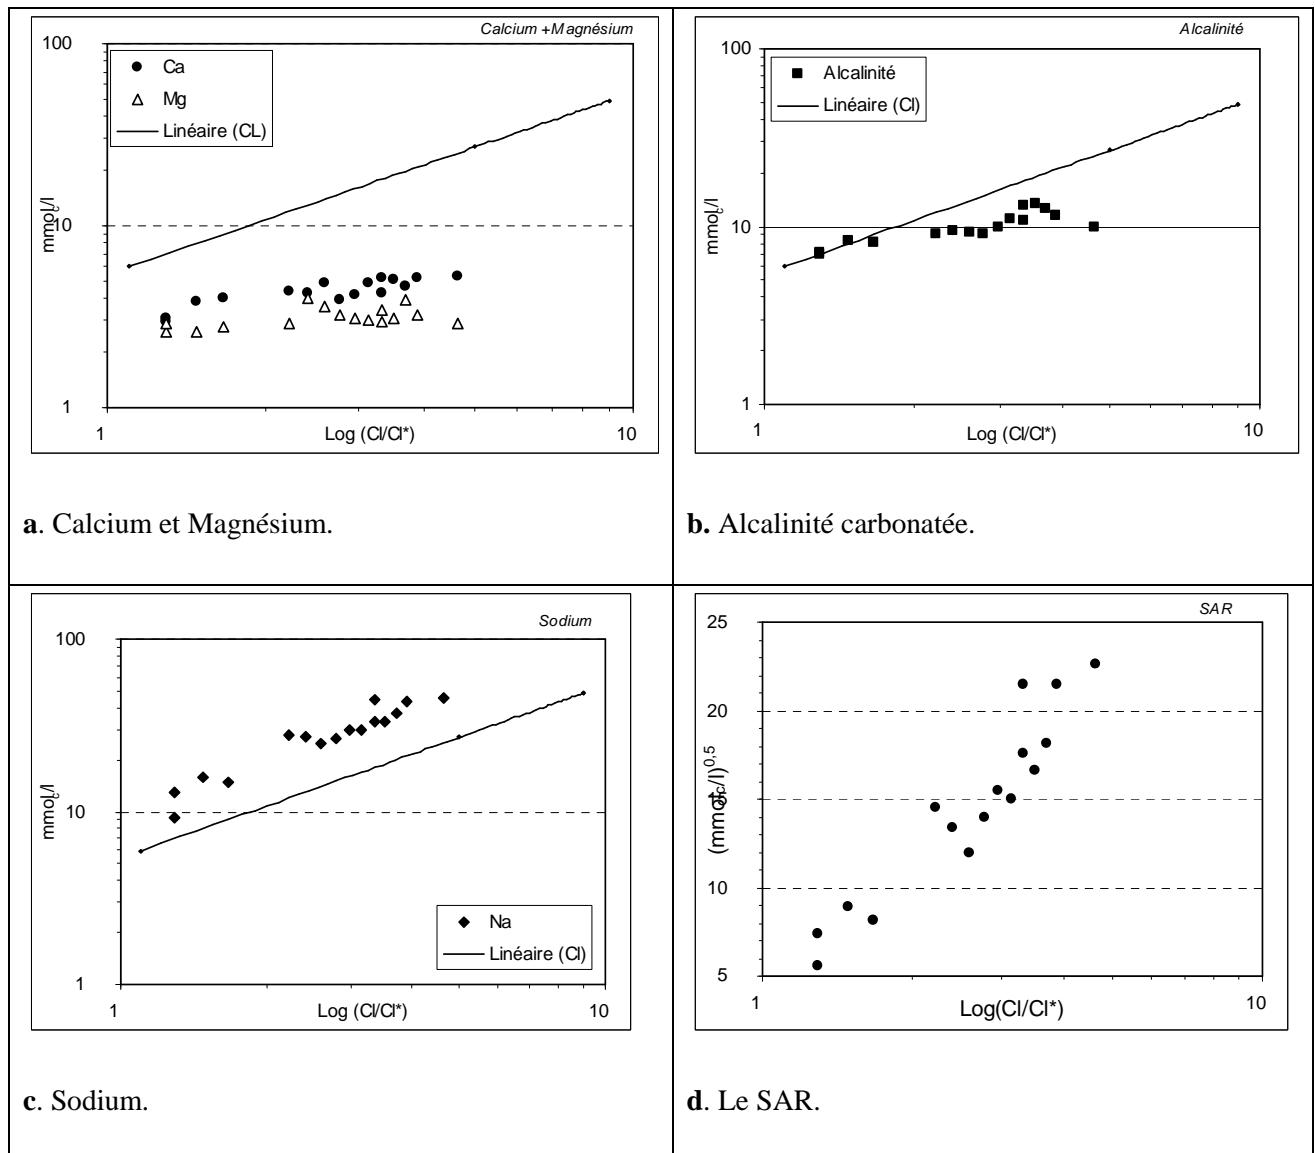 Calcium +Magnésium
100
Ca
Mg
Linéaire (CL)
mmolc/l
10
1
1
Log (Cl/Cl*)
10
a. Calcium et Magnésium.
Alcalinité
100
Alcalinité
Linéaire (Cl)
mmolc/l
10
1
1
Log (Cl/Cl*)
10
b. Alcalinité carbonatée.
Sodium
100
mmolc/l
10
Na
Linéaire (Cl)
1
1
Log (Cl/Cl*)
10
c. Sodium.
SAR
25
20
(mmolc/l)0,5
15
10
5
1
Log(Cl/Cl*)
10
d. Le SAR.